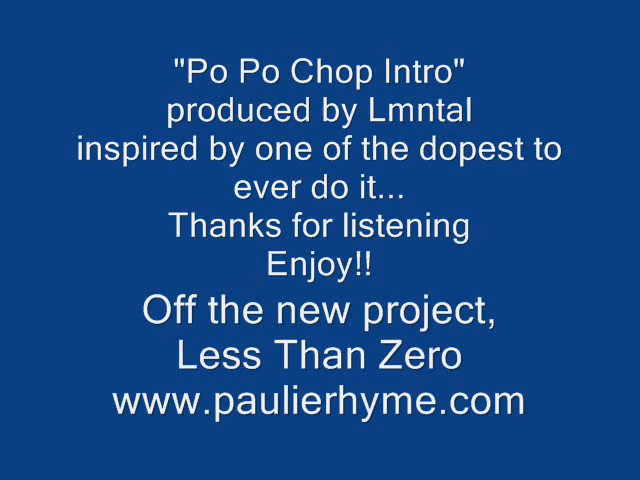 "Po Po Chop Intro"
produced by Lmntal
inspired by one of the dopest to
ever do it...
Thanks for listening
Enjoy!!
Off the new project,
Less Than Zero
www.paulierhyme.com